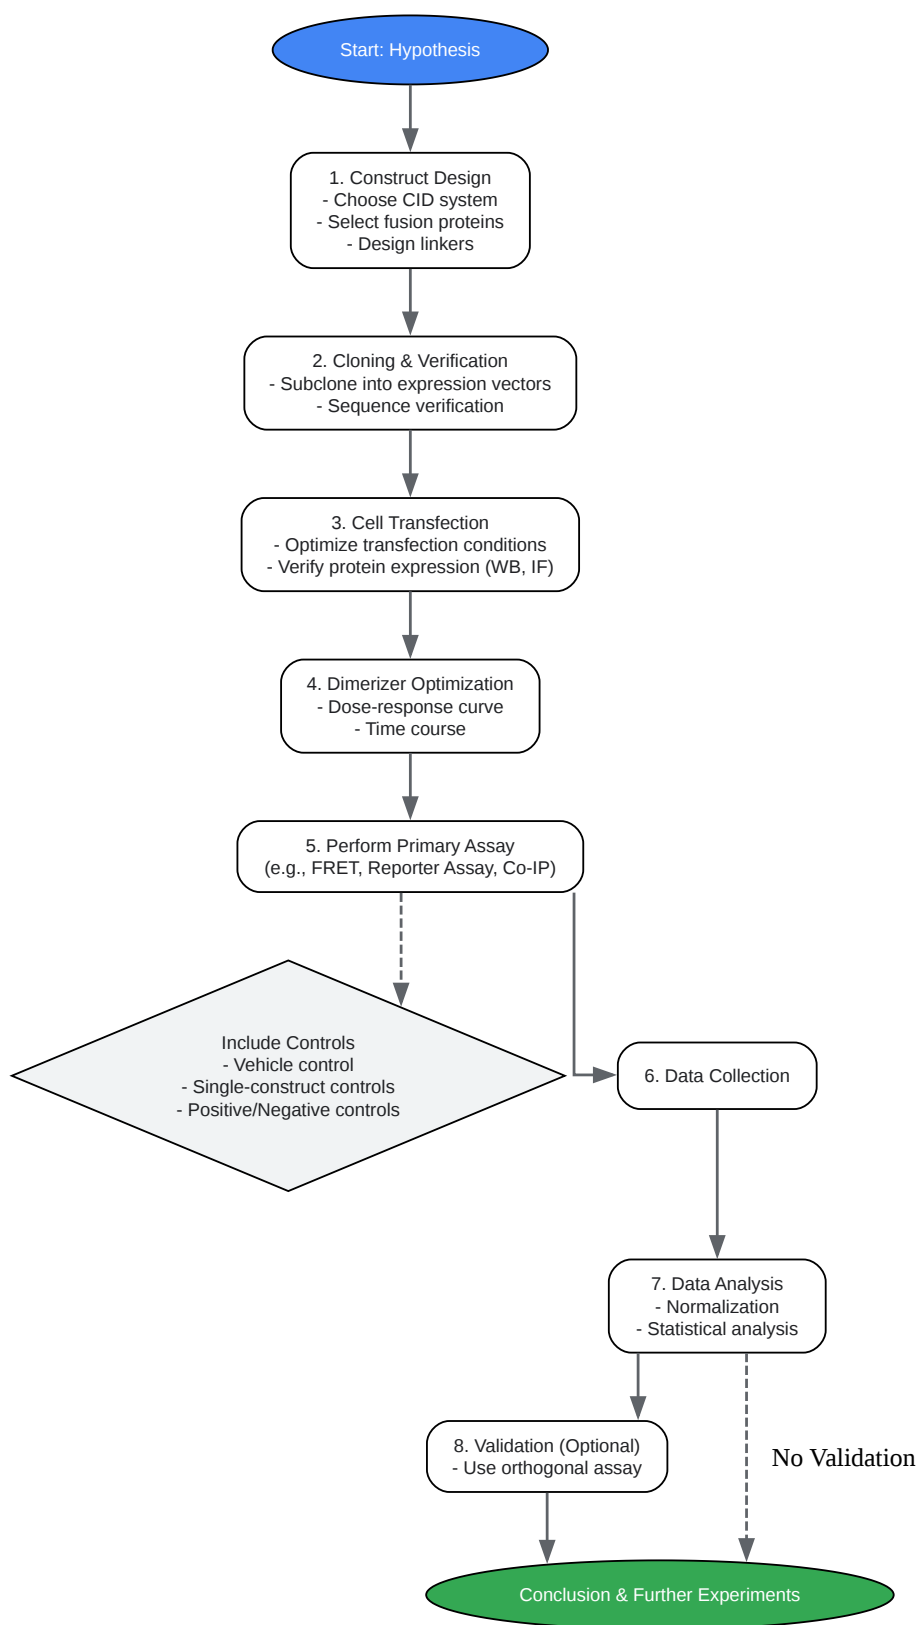 Start: Hypothesis
1. Construct Design
- Choose CID system
- Select fusion proteins
- Design linkers
2. Cloning & Verification
- Subclone into expression vectors
- Sequence verification
3. Cell Transfection
- Optimize transfection conditions
- Verify protein expression (WB, IF)
4. Dimerizer Optimization
- Dose-response curve
- Time course
5. Perform Primary Assay
(e.g., FRET, Reporter Assay, Co-IP)
Include Controls
- Vehicle control
- Single-construct controls
- Positive/Negative controls
6. Data Collection
7. Data Analysis
- Normalization
- Statistical analysis
8. Validation (Optional)
- Use orthogonal assay
No Validation
Conclusion & Further Experiments